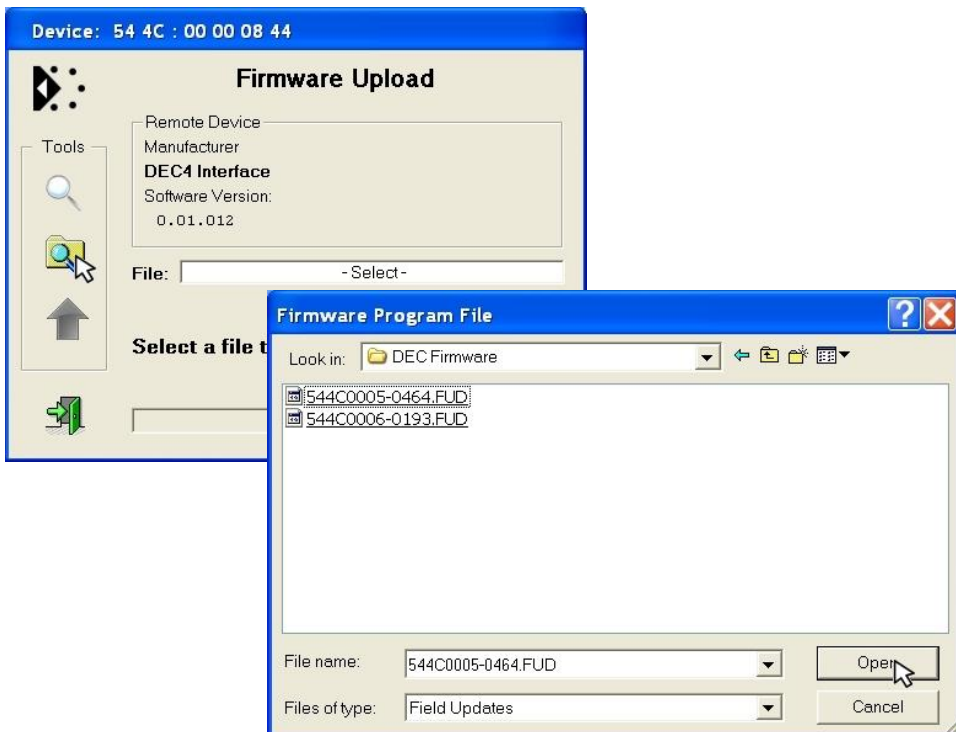 Device: 54 4C : 00 00 08 44
Firmware Upload
Tools
Remote Device
Manufacturer
DEC4 Interface
Software Version:
0.01.012
File: - Select -
Select a file t
Firmware Program File
Look in: DEC Firmware
544C0005-0464.FUD
544C0006-0193.FUD
File name: 544C0005-0464.FUD
Open
Files of type: Field Updates
Cancel